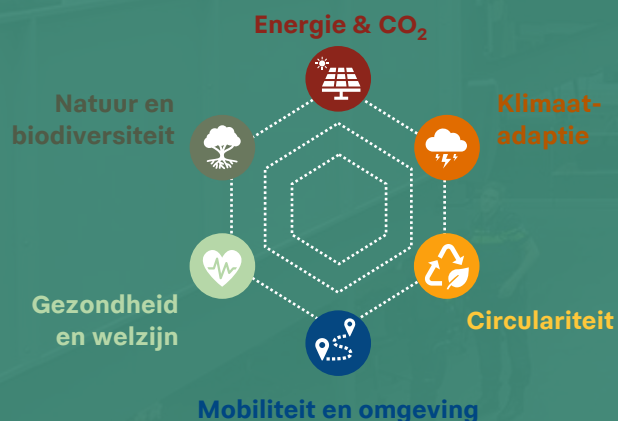 Energie & CO₂
Natuur en
biodiversiteit
Klimaat-
adaptie
Gezondheid
en welzijn
Circulariteit
Mobiliteit en omgeving